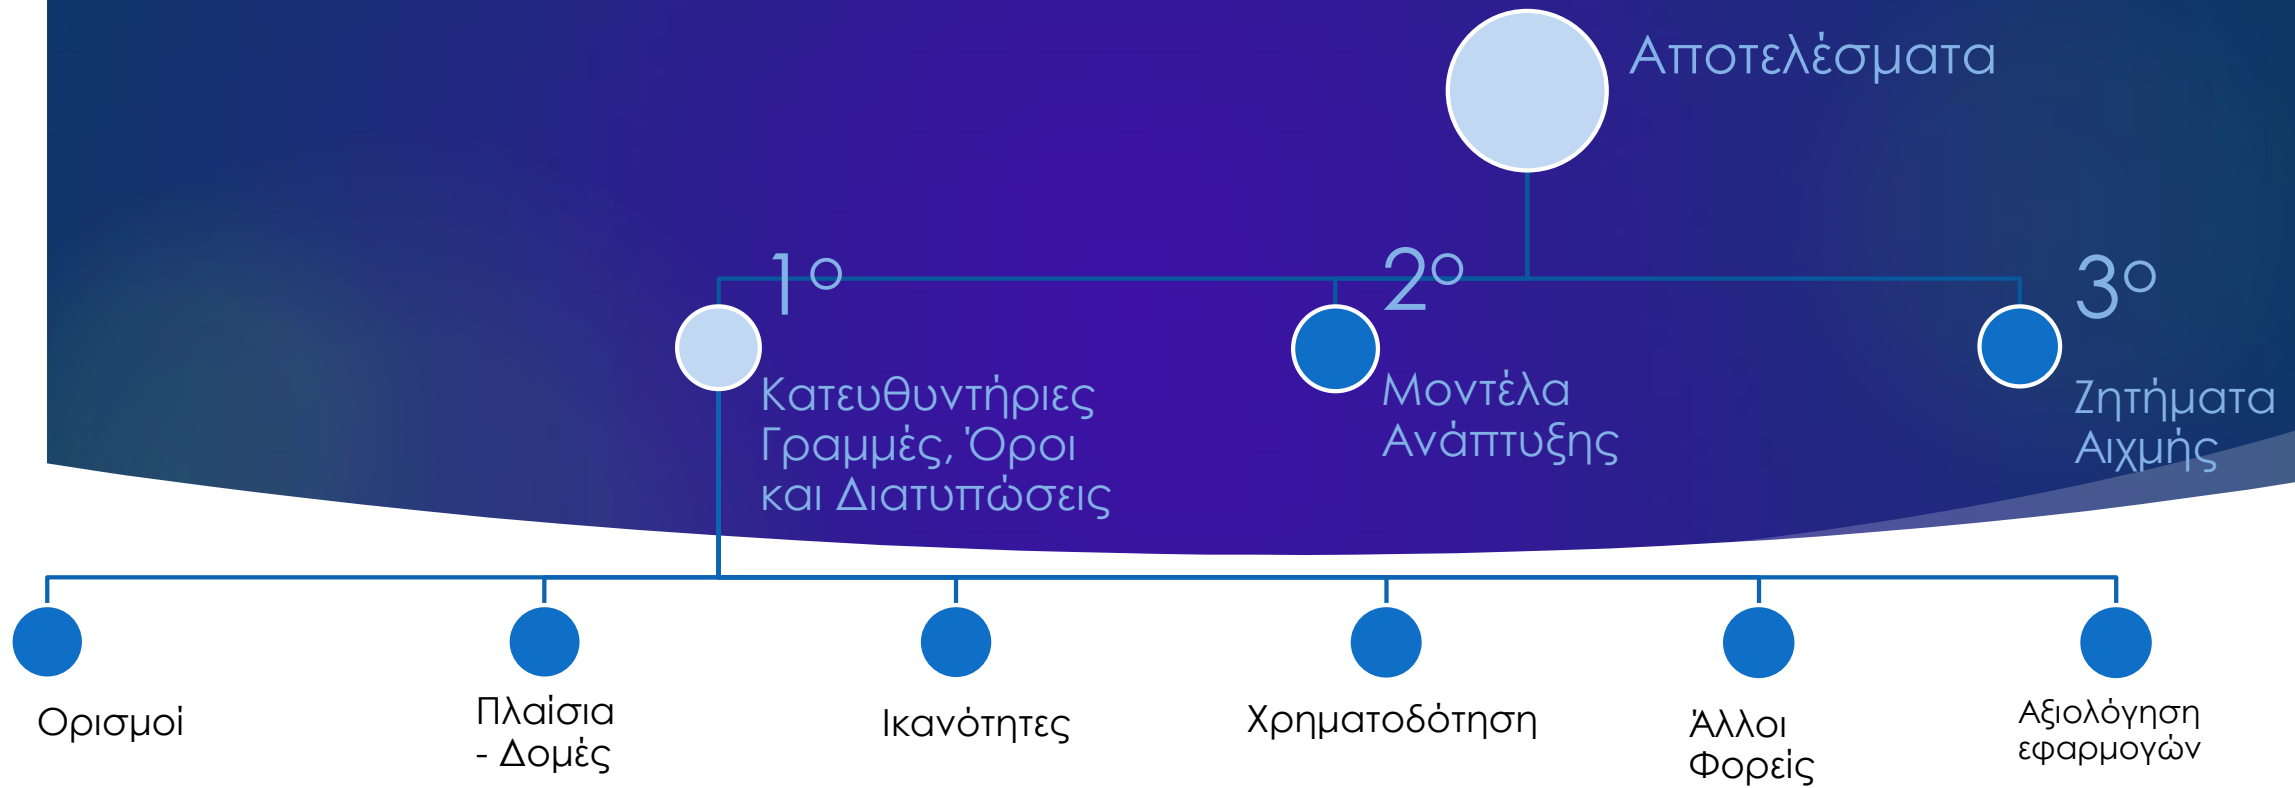 Αποτελέσματα
1ο
Κατευθυντήριες
Γραμμές, Όροι
και Διατυπώσεις
2ο
Μοντέλα
Ανάπτυξης
3ο
Ζητήματα
Αιχμής
Ορισμοί
Πλαίσια
- Δομές
Ικανότητες
Χρηματοδότηση
Άλλοι
Φορείς
Αξιολόγηση
εφαρμογών